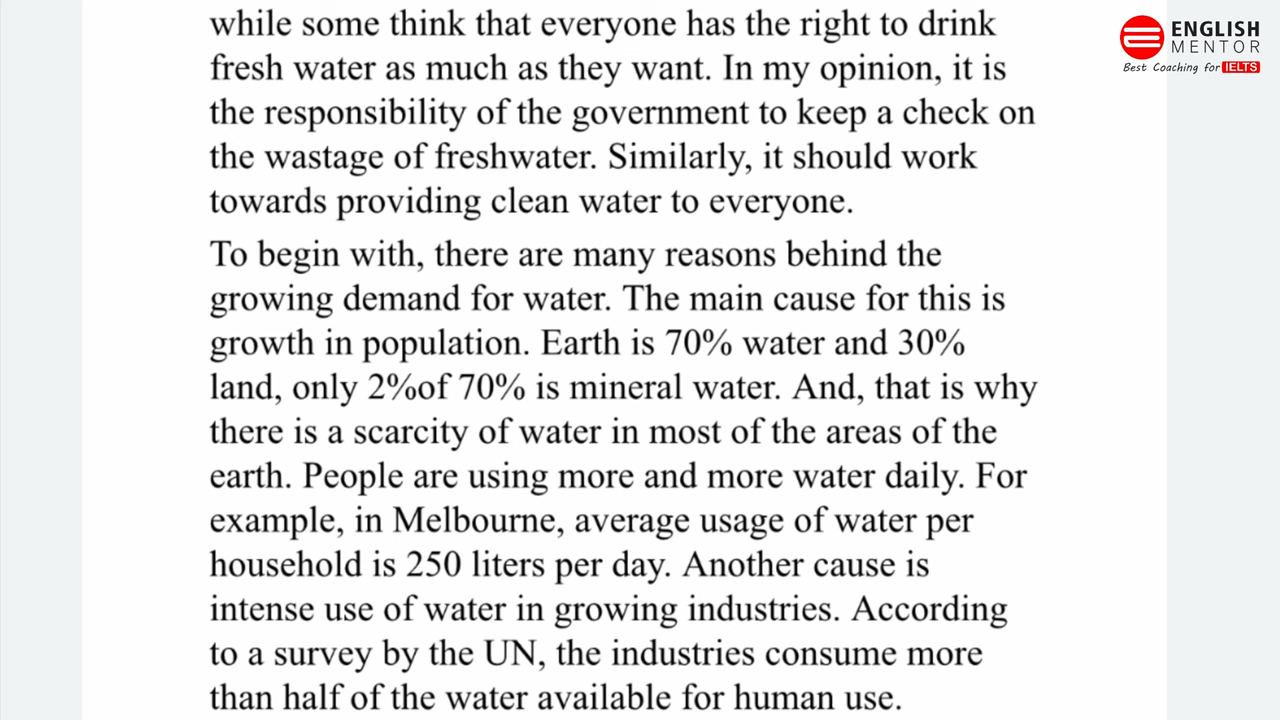 while some think that everyone has the right to drink
fresh water as much as they want. In my opinion, it is
the responsibility of the government to keep a check on
the wastage of freshwater. Similarly, it should work
towards providing clean water to everyone.
To begin with, there are many reasons behind the
growing demand for water. The main cause for this is
growth in population. Earth is 70% water and 30%
land, only 2%of 70% is mineral water. And, that is why
there is a scarcity of water in most of the areas of the
earth. People are using more and more water daily. For
example, in Melbourne, average usage of water per
household is 250 liters per day. Another cause is
intense use of water in growing industries. According
to a survey by the UN, the industries consume more
than half of the water available for human use.
ENGLISH
MENTOR
Best Coaching for IELTS